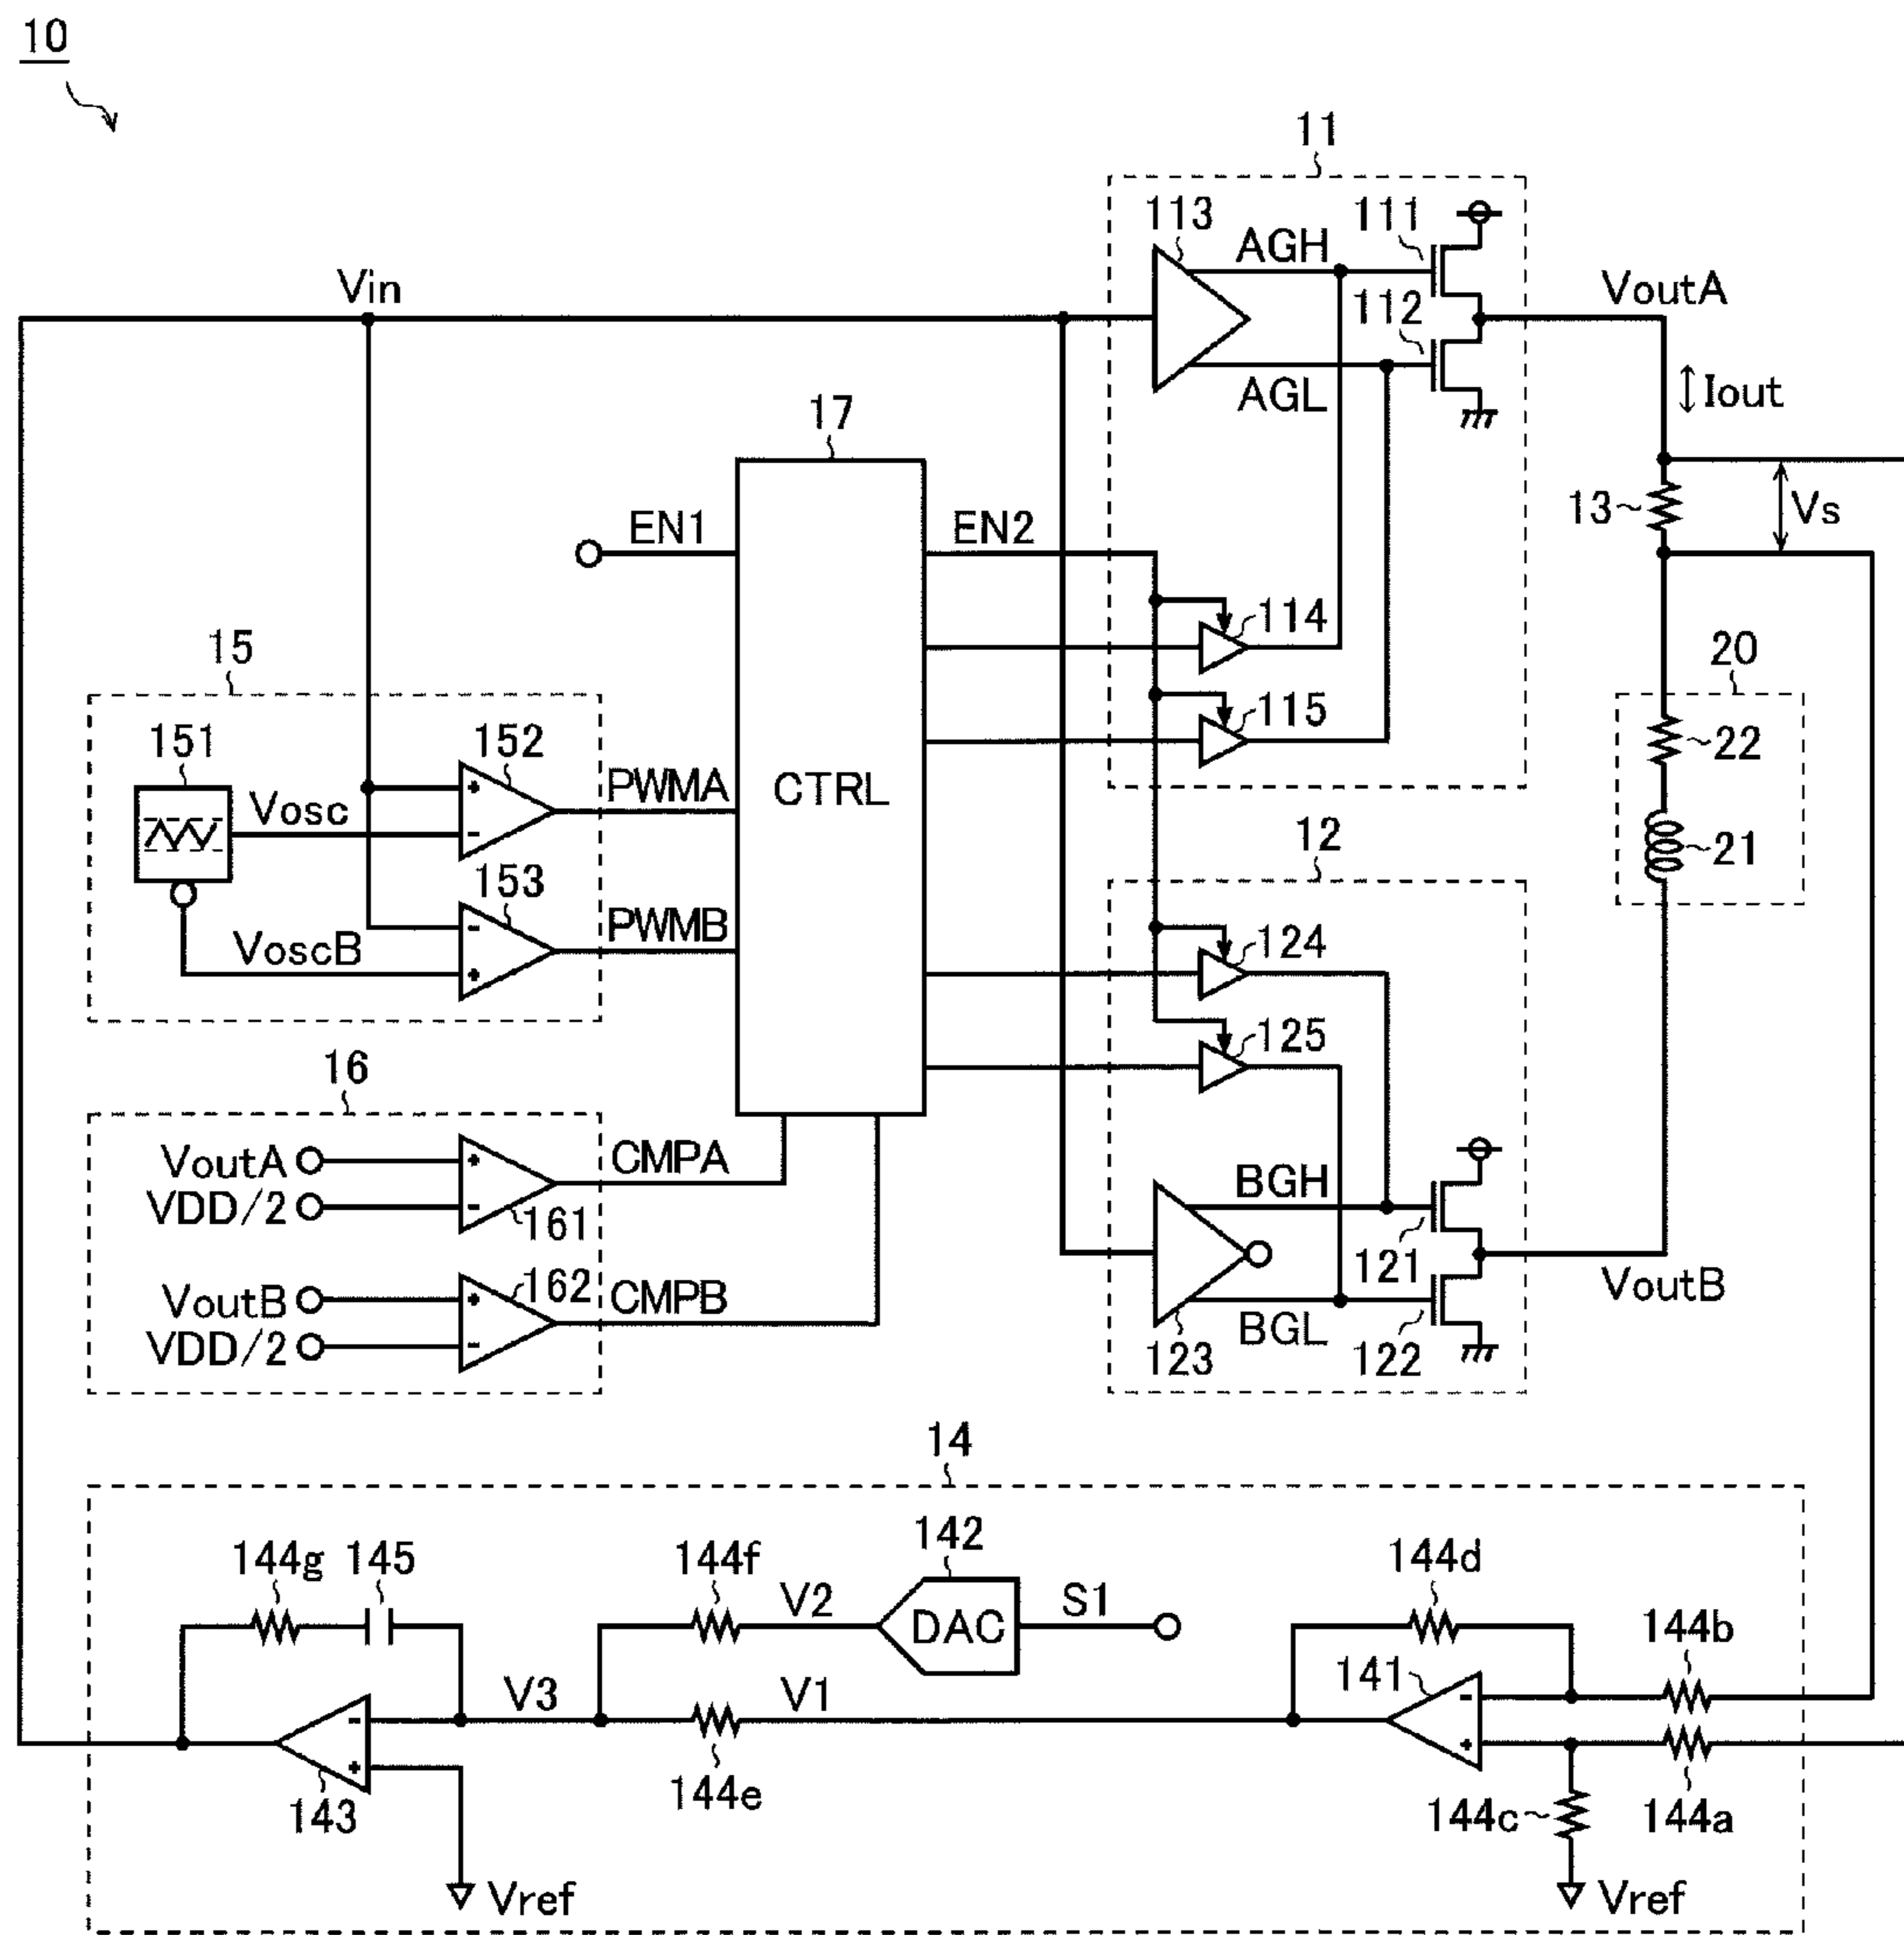 10
11
113
AGH
111
Vin
112
VoutA
AGL
Iout
17
EN1
EN2
13
Vs
114
15
20
115
151
152
22
Vosc
PWMA
CTRL
12
21
153
PWMB
124
VoscB
125
16
VoutA
CMPA
BGH
VDD/2
161
121
VoutB
162
CMPB
VoutB
VDD/2
BGL
123
122
14
144g
145
144f
142
144d
V2
DAC
S1
144b
141
V3
V1
143
144e
144c
144a
Vref
Vref
+
-
-
+
+
-
+
-
-
+
-
+